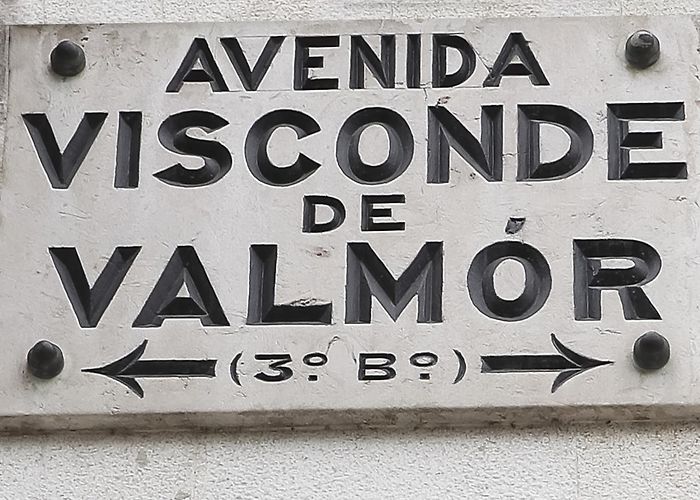 AVENIDA
VISCONDE
DE
VALMÓR
(3º Bº)